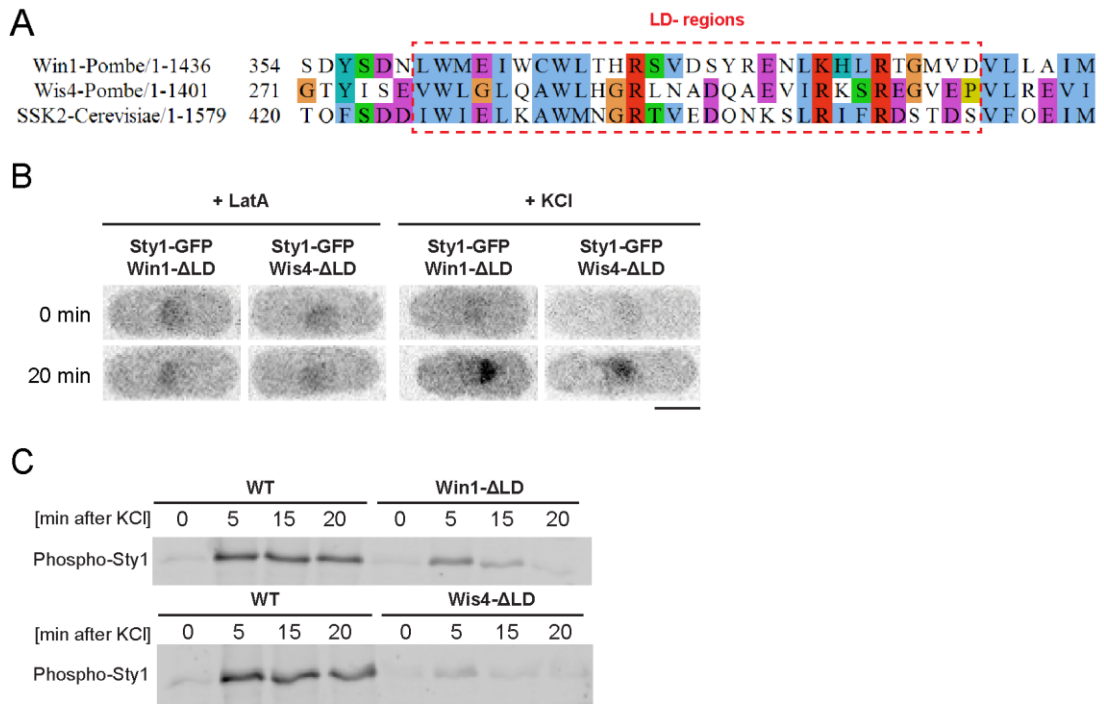 A
LD- regions
Win1-Pombe/1-1436 354 SDYSDNLWMEIWCWLTHRSVDSYRENLKHLRTGMVDVLLAIM
Wis4-Pombe/1-1401 271 GTYISEVWLGLQAWLHGRLNADQAEVIRKSREGVEPVLREVI
SSK2-Cerevisiae/1-1579 420 TQFSDDIWIELKAWMNGRTVEDQNKSLRIFRDSTDSVFQEIM
B
+ LatA + KCl
Sty1-GFP Sty1-GFP Sty1-GFP Sty1-GFP
Win1-ΔLD Wis4-ΔLD Win1-ΔLD Wis4-ΔLD
0 min
20 min
C
WT Win1-ΔLD
[min after KCl] 0 5 15 20 0 5 15 20
Phospho-Sty1
WT Wis4-ΔLD
[min after KCl] 0 5 15 20 0 5 15 20
Phospho-Sty1